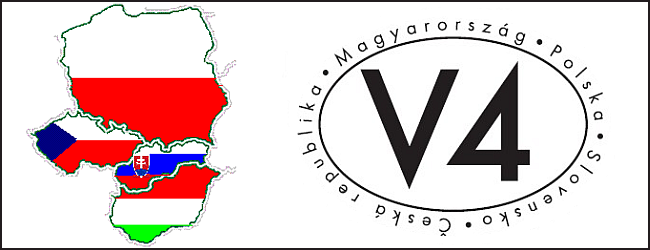 V4
Česká republika • Magyarország • Polska • Slovensko •